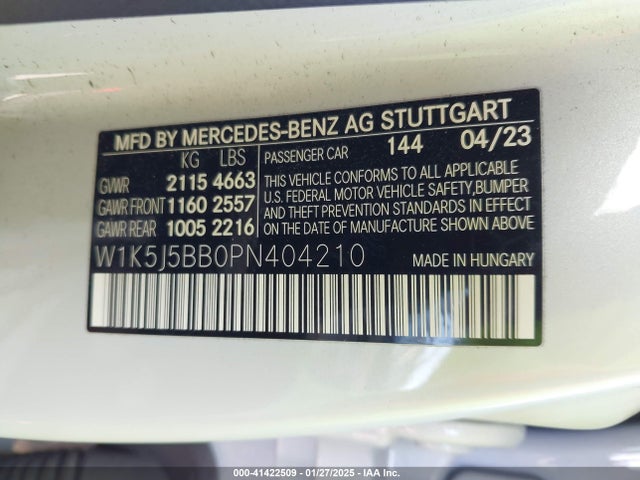 MFD BY MERCEDES-BENZ AG STUTTGART
KG LBS
GVWR 2115 4663
GAWR FRONT 1160 2557
GAWR REAR 1005 2216
PASSENGER CAR 144 04/23
THIS VEHICLE CONFORMS TO ALL APPLICABLE
U.S. FEDERAL MOTOR VEHICLE SAFETY, BUMPER
AND THEFT PREVENTION STANDARDS IN EFFECT
ON THE DATE OF MANUFACTURE SHOWN ABOVE.
W1K5J5BB0PN404210 MADE IN HUNGARY
000-41422509 - 01/27/2025 - IAA Inc.